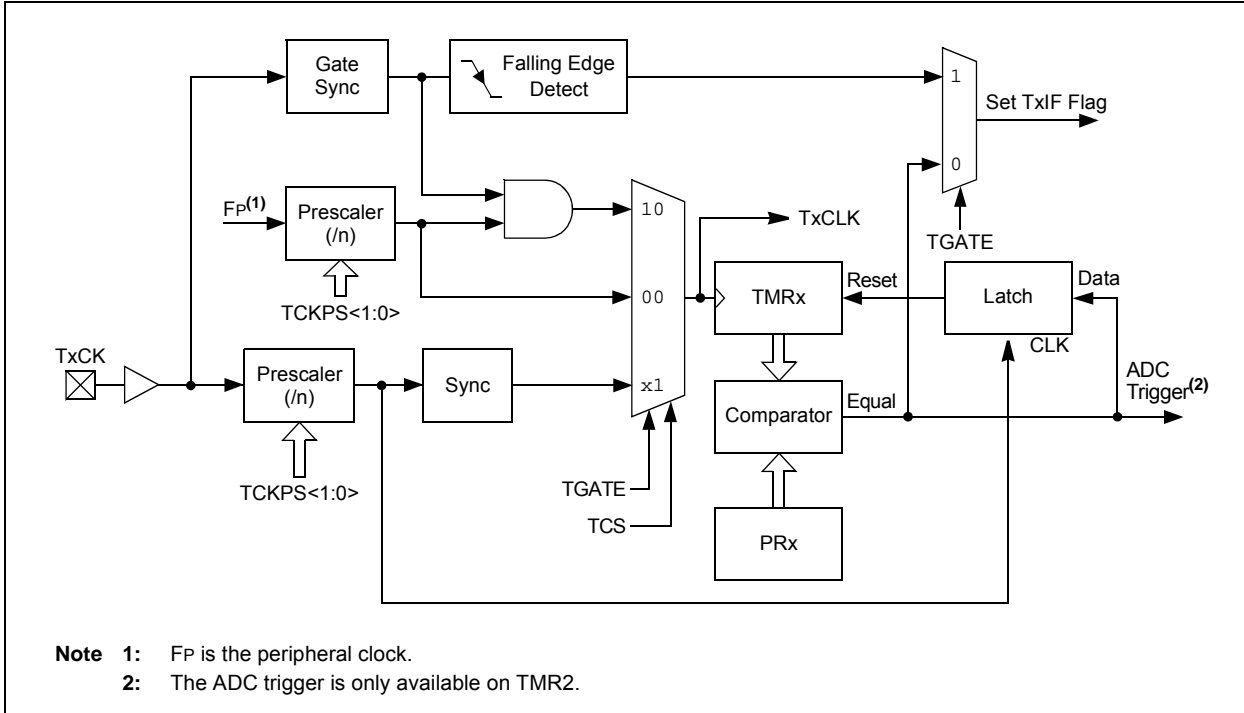 Gate
Sync
Falling Edge
Detect
1
Set TxIF Flag
0
FP(1)
Prescaler
(/n)
10
TxCLK
TGATE
TCKPS<1:0>
00
TMRx
Reset
Latch
Data
CLK
TxCK
Prescaler
(/n)
Sync
x1
Comparator
Equal
ADC
Trigger(2)
TCKPS<1:0>
TGATE
TCS
PRx
Note 1: FP is the peripheral clock.
2: The ADC trigger is only available on TMR2.